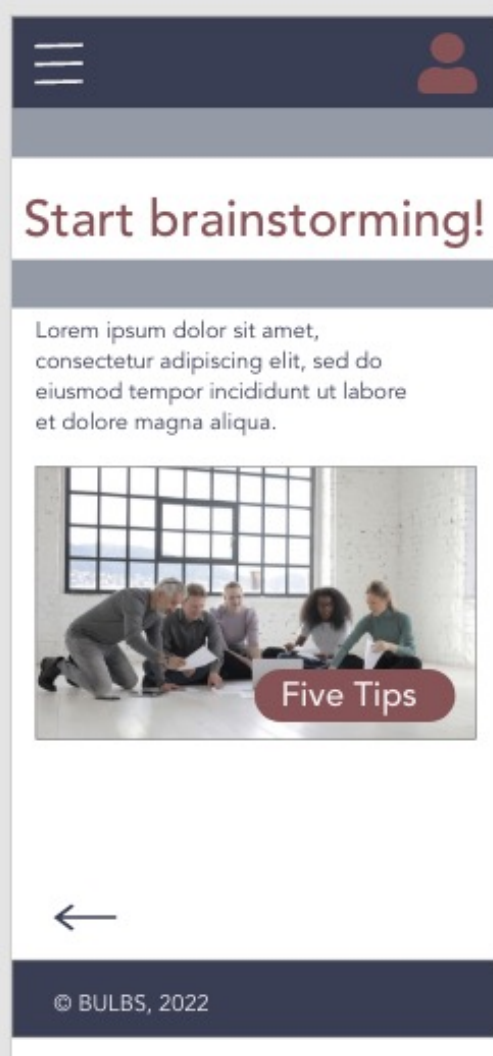 Start brainstorming!
Lorem ipsum dolor sit amet,
consectetur adipiscing elit, sed do
eiusmod tempor incididunt ut labore
et dolore magna aliqua.
Five Tips
© BULBS, 2022